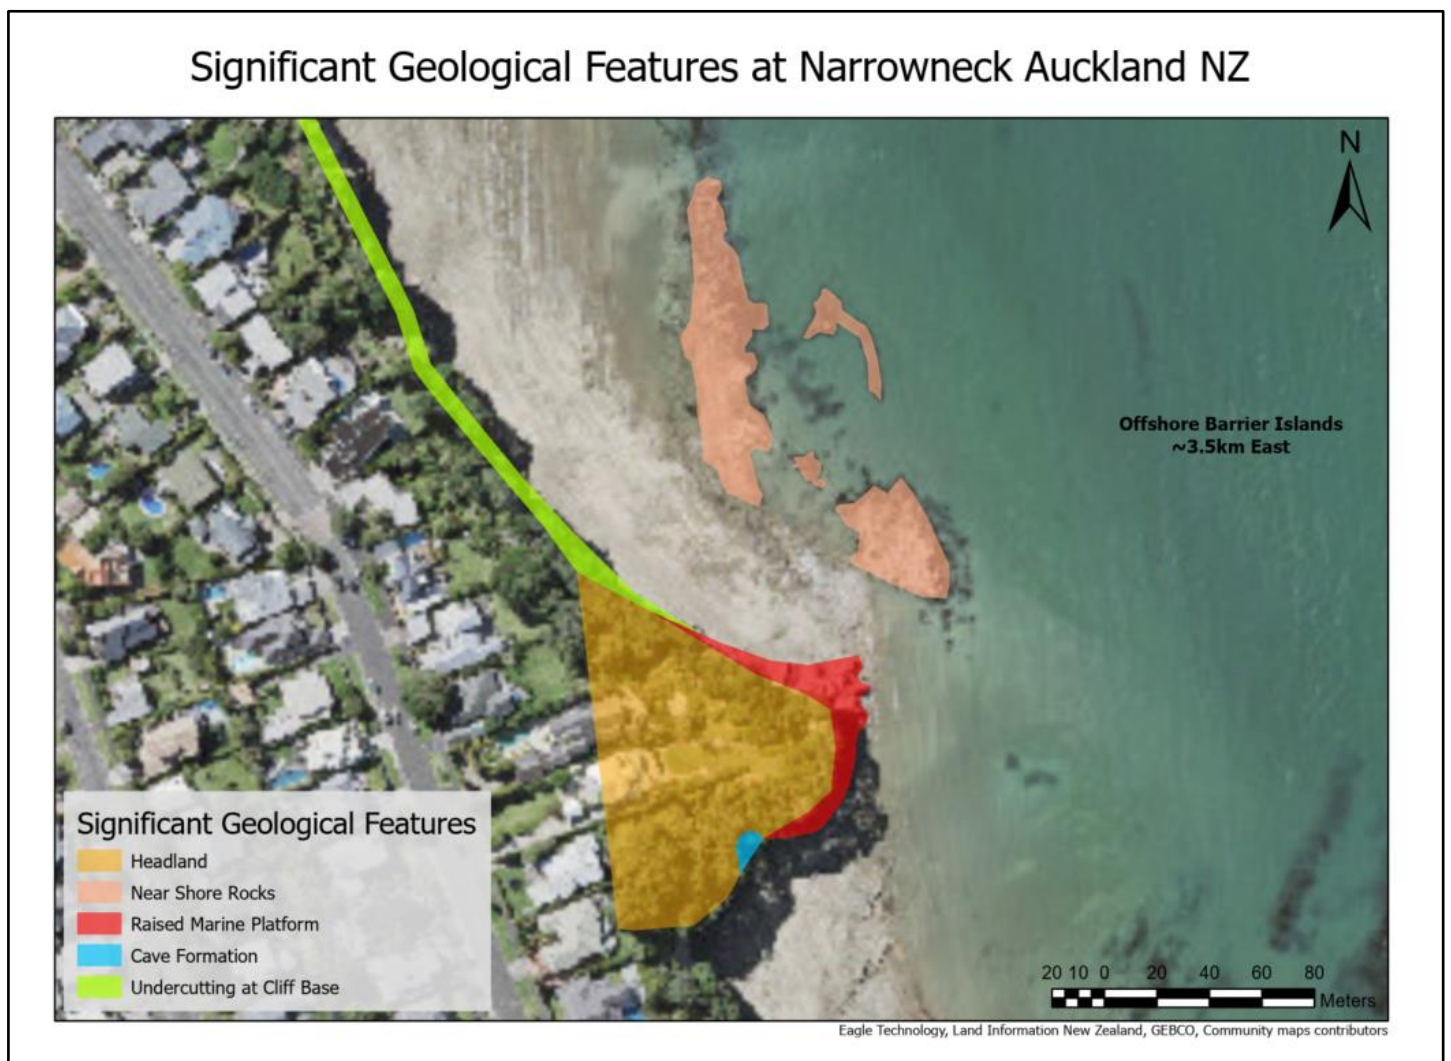 Significant Geological Features at Narrowneck Auckland NZ
N
Offshore Barrier Islands
~3.5km East
Significant Geological Features
Headland
Near Shore Rocks
Raised Marine Platform
Cave Formation
Undercutting at Cliff Base
20 10 0 20 40 60 80
Meters
Eagle Technology, Land Information New Zealand, GEBCO, Community maps contributors